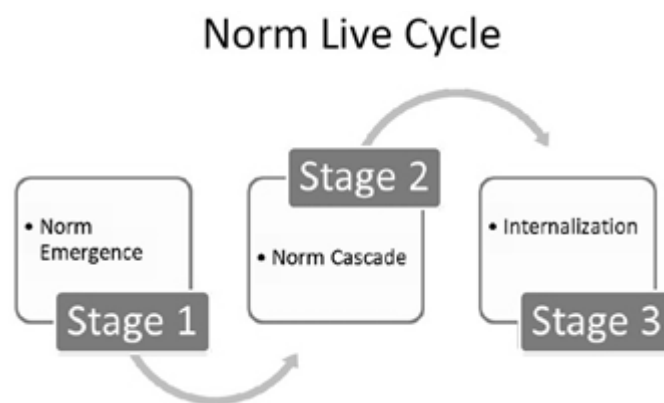 Norm Live Cycle
• Norm
Emergence
Stage 1
Stage 2
• Norm Cascade
• Internalization
Stage 3